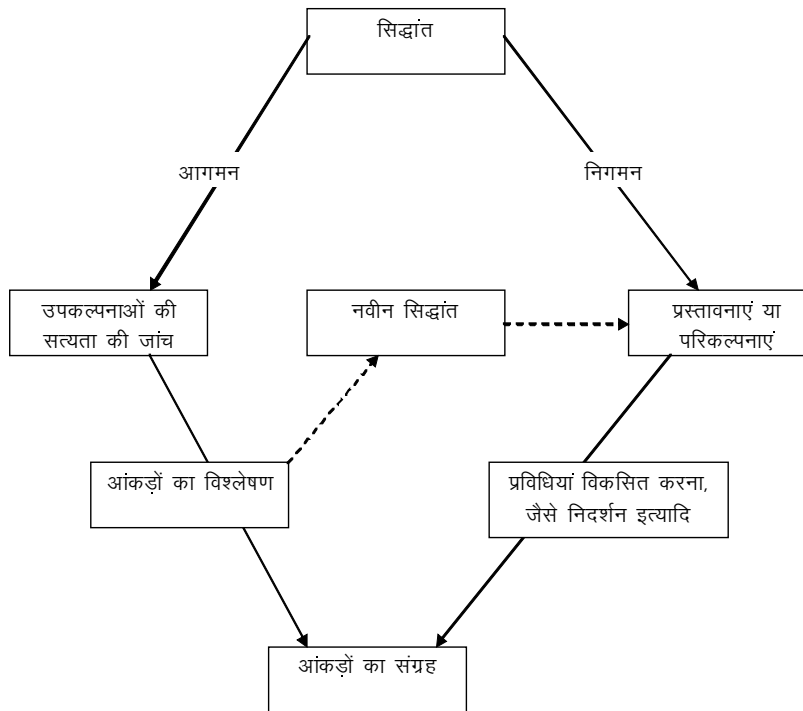 सिद्धांत
आगमन
निगमन
उपकल्पनाओं की
सत्यता की जांच
नवीन सिद्धांत
प्रस्तावनाएं या
परिकल्पनाएं
आंकड़ों का विश्लेषण
प्रविधियां विकसित करना,
जैसे निदर्शन इत्यादि
आंकड़ों का संग्रह